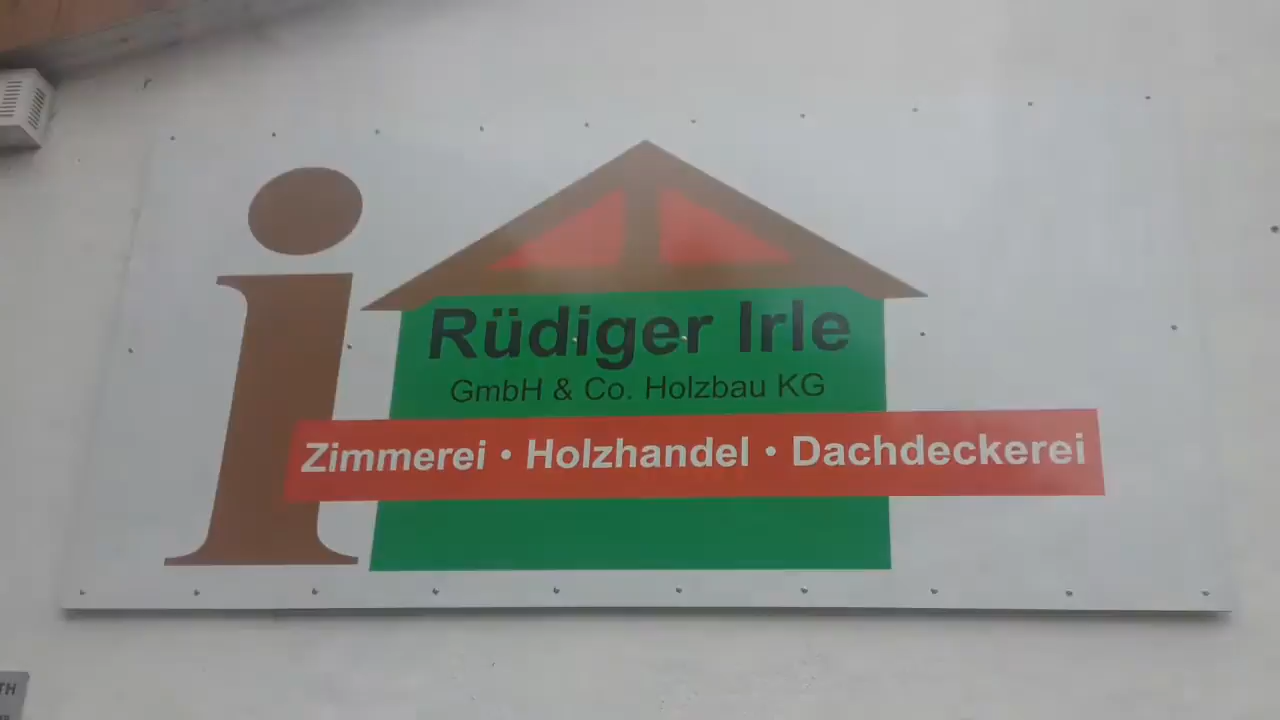 i
Rüdiger Irle
GmbH & Co. Holzbau KG
Zimmerei • Holzhandel • Dachdeckerei